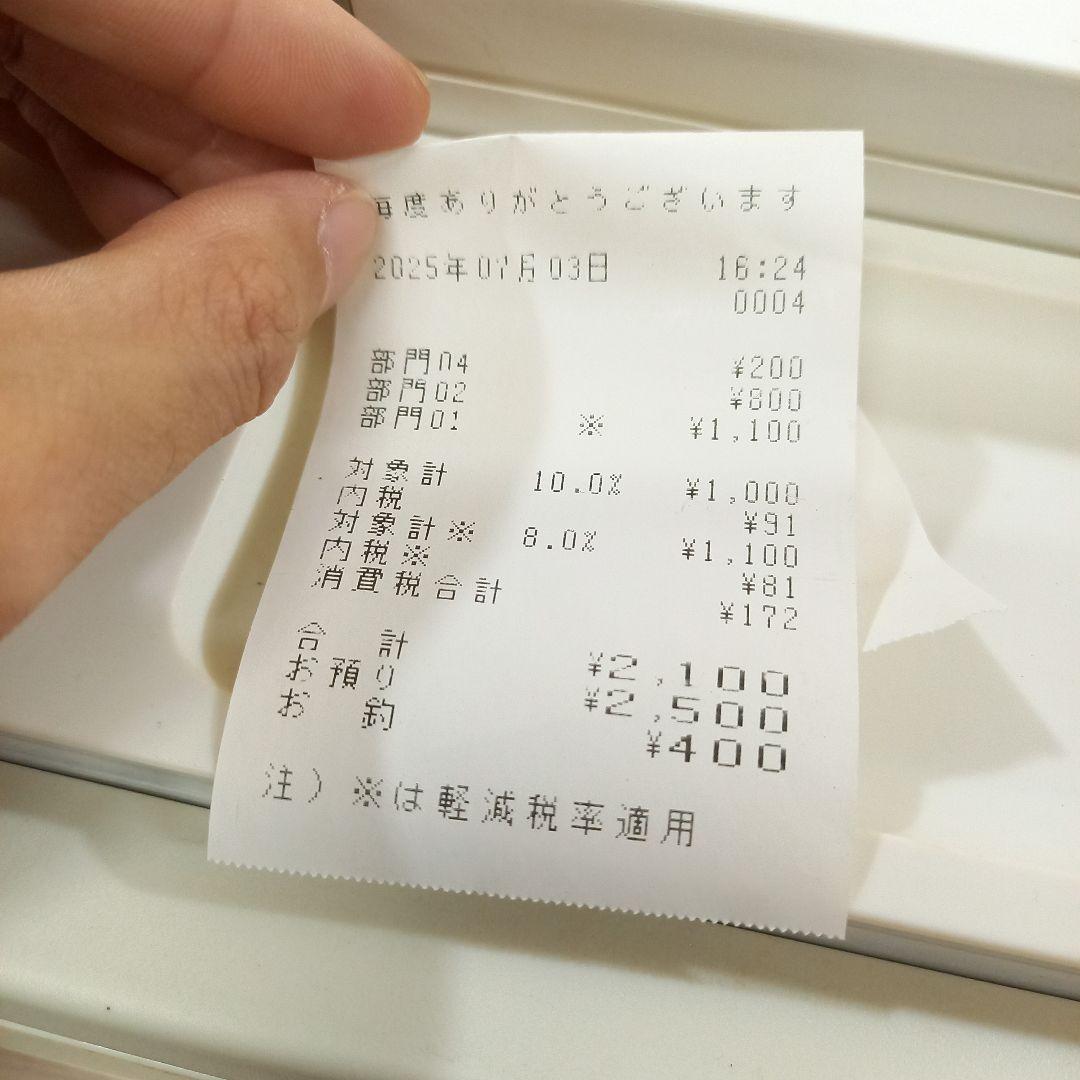 毎度ありがとうございます
2025年07月03日 16:24
0004
部門04 ¥200
部門02 ¥800
部門01 ※ ¥1,100
対象計 10.0% ¥1,000
内税 ¥91
対象計※ 8.0% ¥1,100
内税※ ¥81
消費税合計 ¥172
合 計 ¥2,100
お預り ¥2,500
お 釣 ¥400
注)※は軽減税率適用